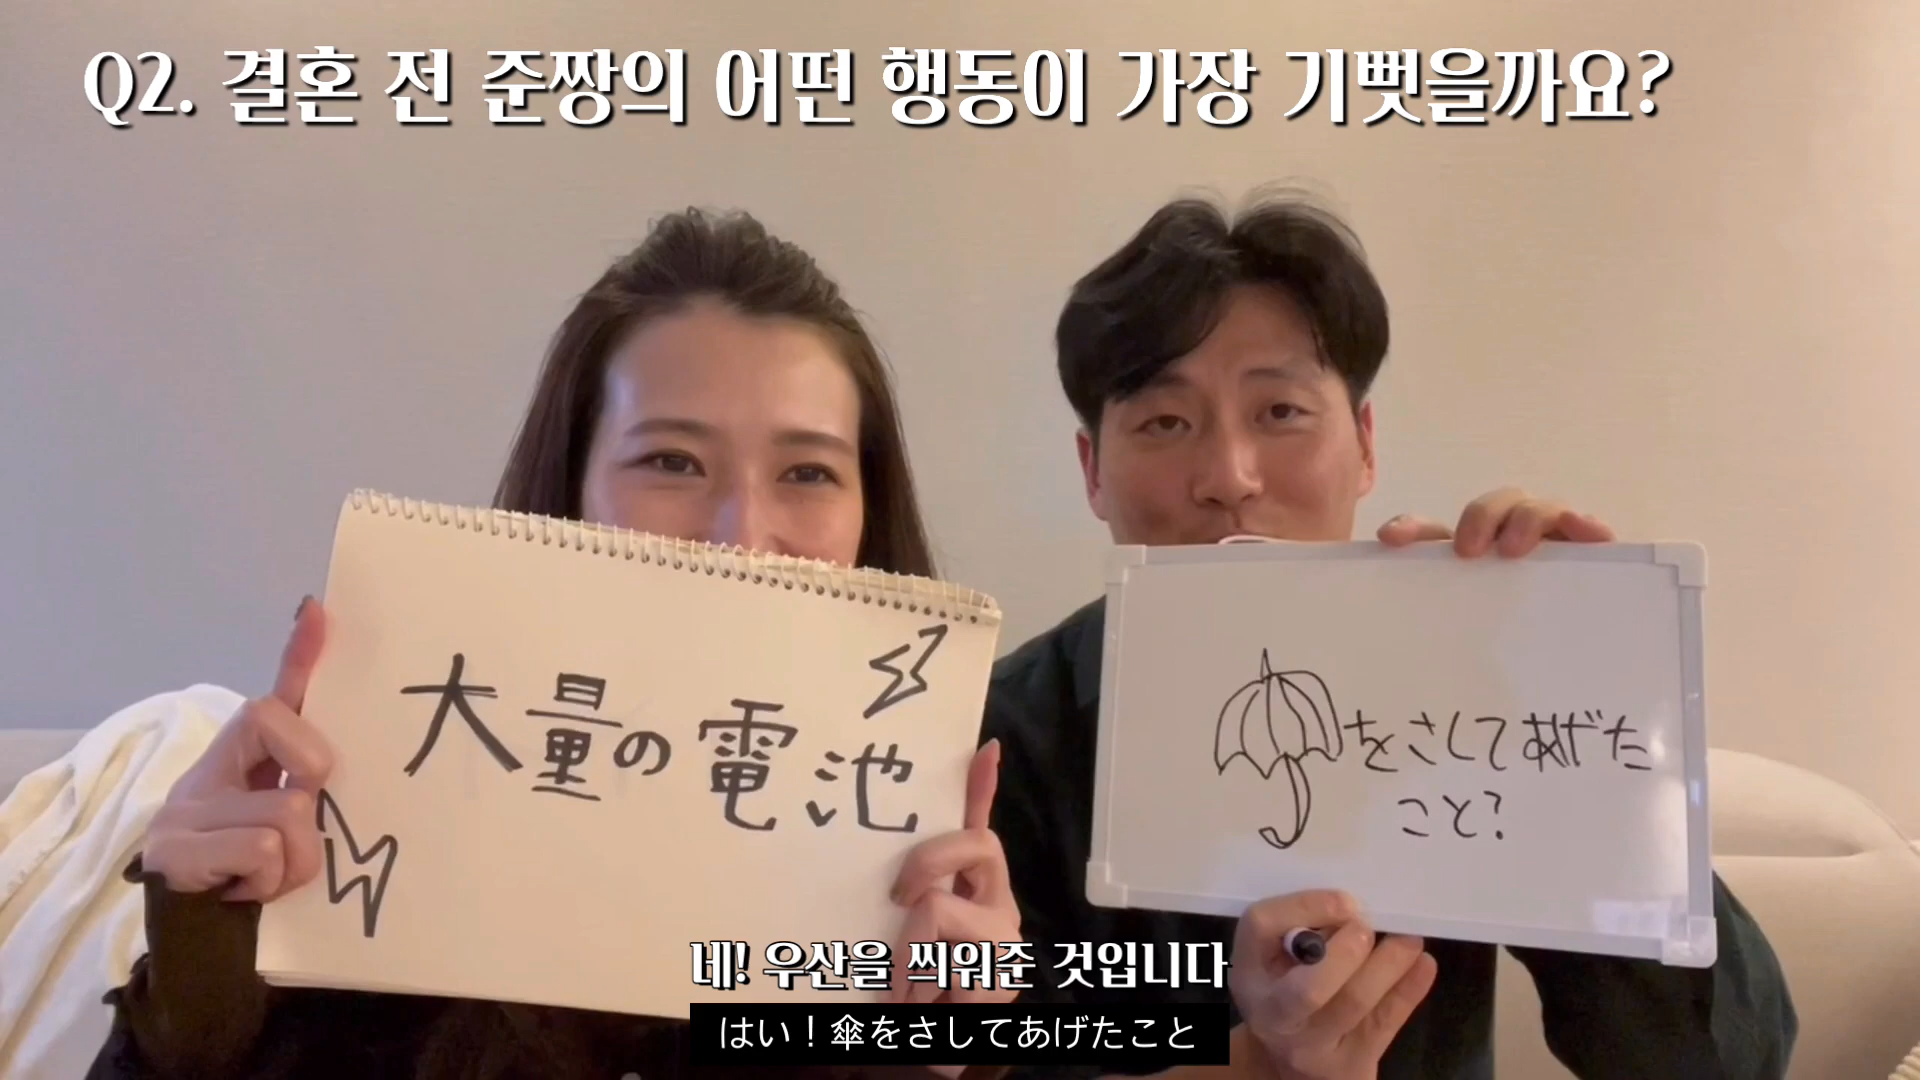 Q2. 결혼 전 준짱의 어떤 행동이 가장 기뻣을까요?
大量の電池
をさしてあげた
こと?
네! 우산을 씌워준 것입니다
はい！傘をさしてあげたこと